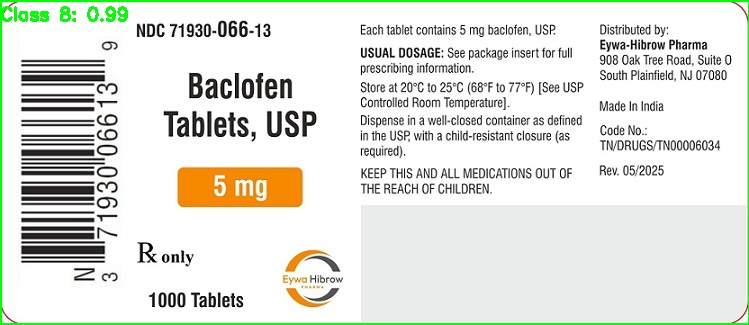 Class 8: 0.99
NDC 71930-066-13
Baclofen
Tablets, USP
5 mg
Rx only
1000 Tablets
Eywa Hibrow
PHARMA
N
3 71930 06613 9
Each tablet contains 5 mg baclofen, USP.
USUAL DOSAGE: See package insert for full
prescribing information.
Store at 20°C to 25°C (68°F to 77°F) [See USP
Controlled Room Temperature].
Dispense in a well-closed container as defined
in the USP, with a child-resistant closure (as
required).
KEEP THIS AND ALL MEDICATIONS OUT OF
THE REACH OF CHILDREN.
Distributed by:
Eywa-Hibrow Pharma
908 Oak Tree Road, Suite O
South Plainfield, NJ 07080
Made In India
Code No.:
TN/DRUGS/TN00006034
Rev. 05/2025